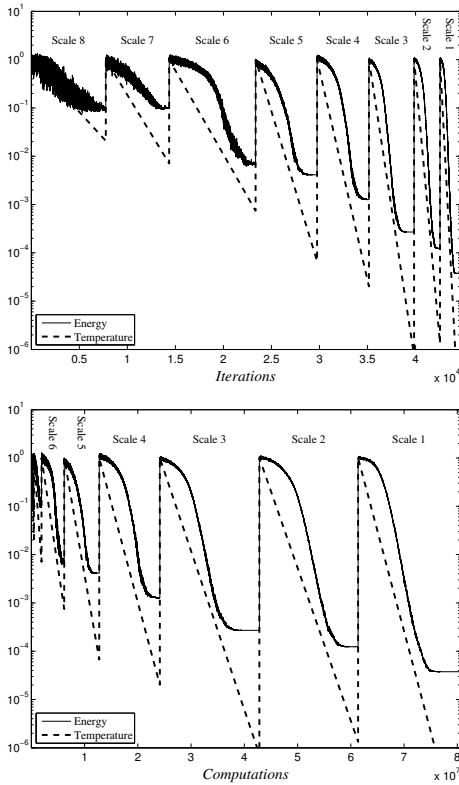 10^1
10^0
10^-1
10^-2
10^-3
10^-4
10^-5
10^-6
Scale 8 Scale 7 Scale 6 Scale 5 Scale 4 Scale 3 Scale 2 Scale 1
Energy
Temperature
0.5 1 1.5 2 2.5 3 3.5 4
x 10^4
Iterations
10^1
10^0
10^-1
10^-2
10^-3
10^-4
10^-5
10^-6
Scale 6 Scale 5 Scale 4 Scale 3 Scale 2 Scale 1
Energy
Temperature
1 2 3 4 5 6 7 8
x 10^7
Computations